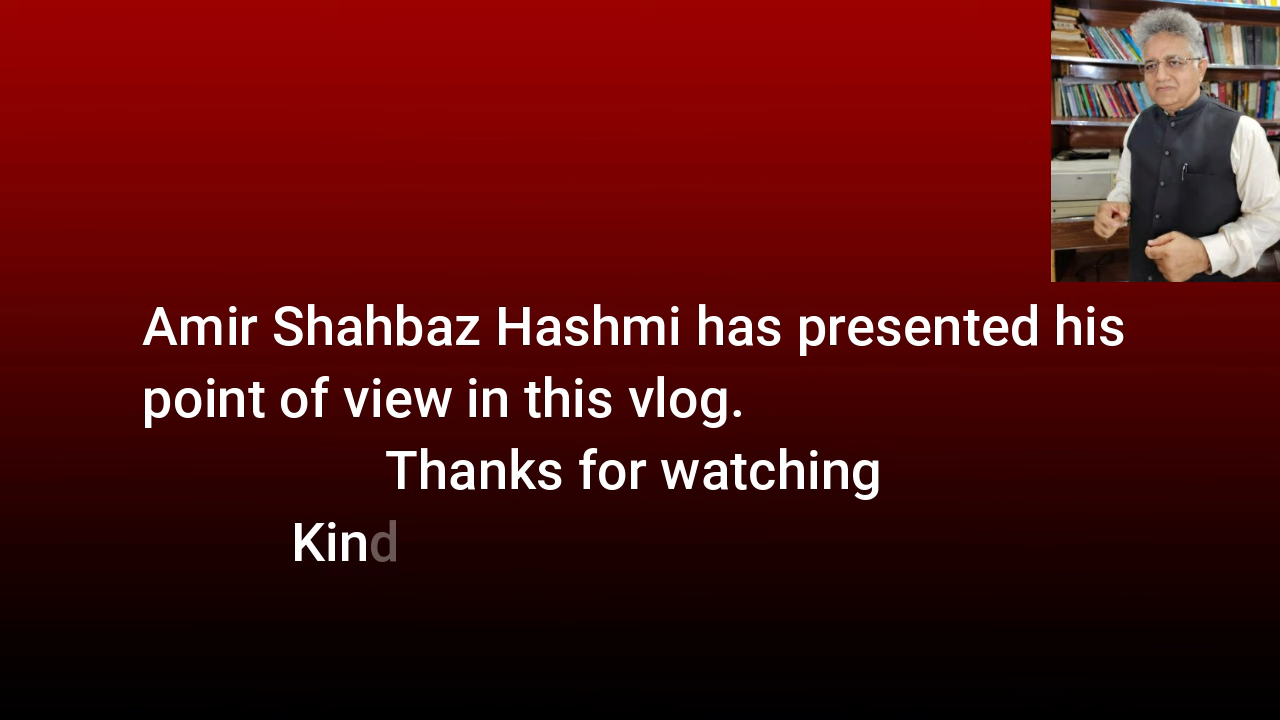 Amir Shahbaz Hashmi has presented his
point of view in this vlog.
Thanks for watching
Kind